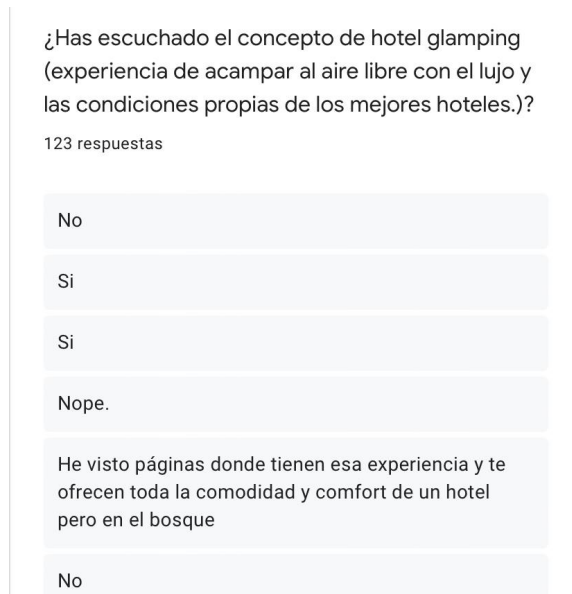 ¿Has escuchado el concepto de hotel glamping
(experiencia de acampar al aire libre con el lujo y
las condiciones propias de los mejores hoteles.)?
123 respuestas
No
Si
Si
Nope.
He visto páginas donde tienen esa experiencia y te
ofrecen toda la comodidad y comfort de un hotel
pero en el bosque
No